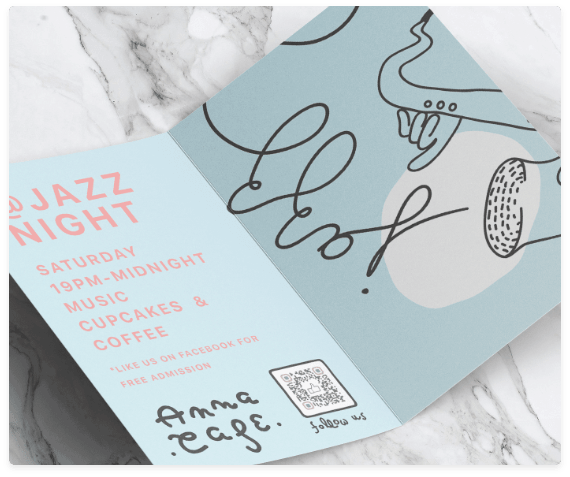 @JAZZ
NIGHT
SATURDAY
19PM-MIDNIGHT
MUSIC
CUPCAKES &
COFFEE
*LIKE US ON FACEBOOK FOR
FREE ADMISSION
Anna
.Cafe.
follow us
jazz